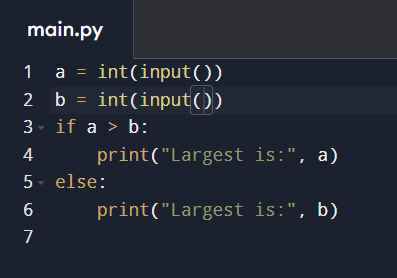 main.py
1 a = int(input())
2 b = int(input())
3 if a > b:
4     print("Largest is:", a)
5 else:
6     print("Largest is:", b)
7